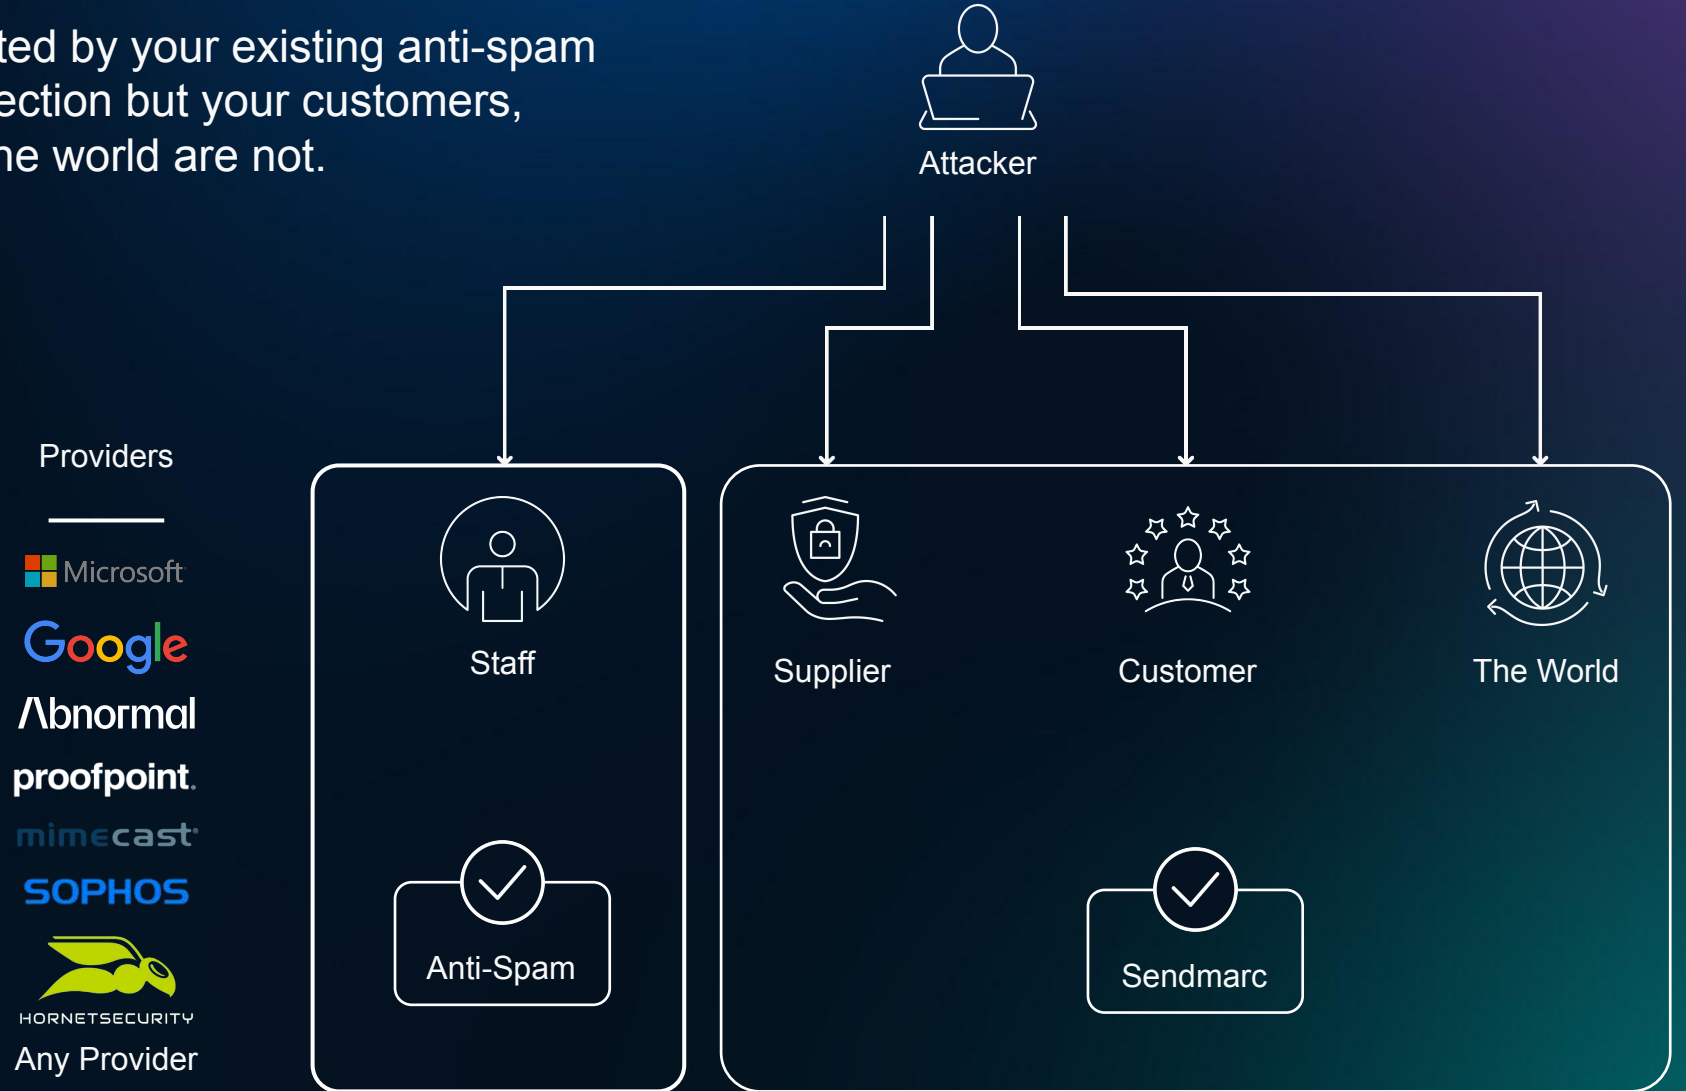 ted by your existing anti-spam
ection but your customers,
ne world are not.
Attacker
Providers
Microsoft
Google
Abnormal
proofpoint.
mimecast®
SOPHOS
HORNETSECURITY
Any Provider
Staff
Anti-Spam
Supplier
Customer
The World
Sendmarc